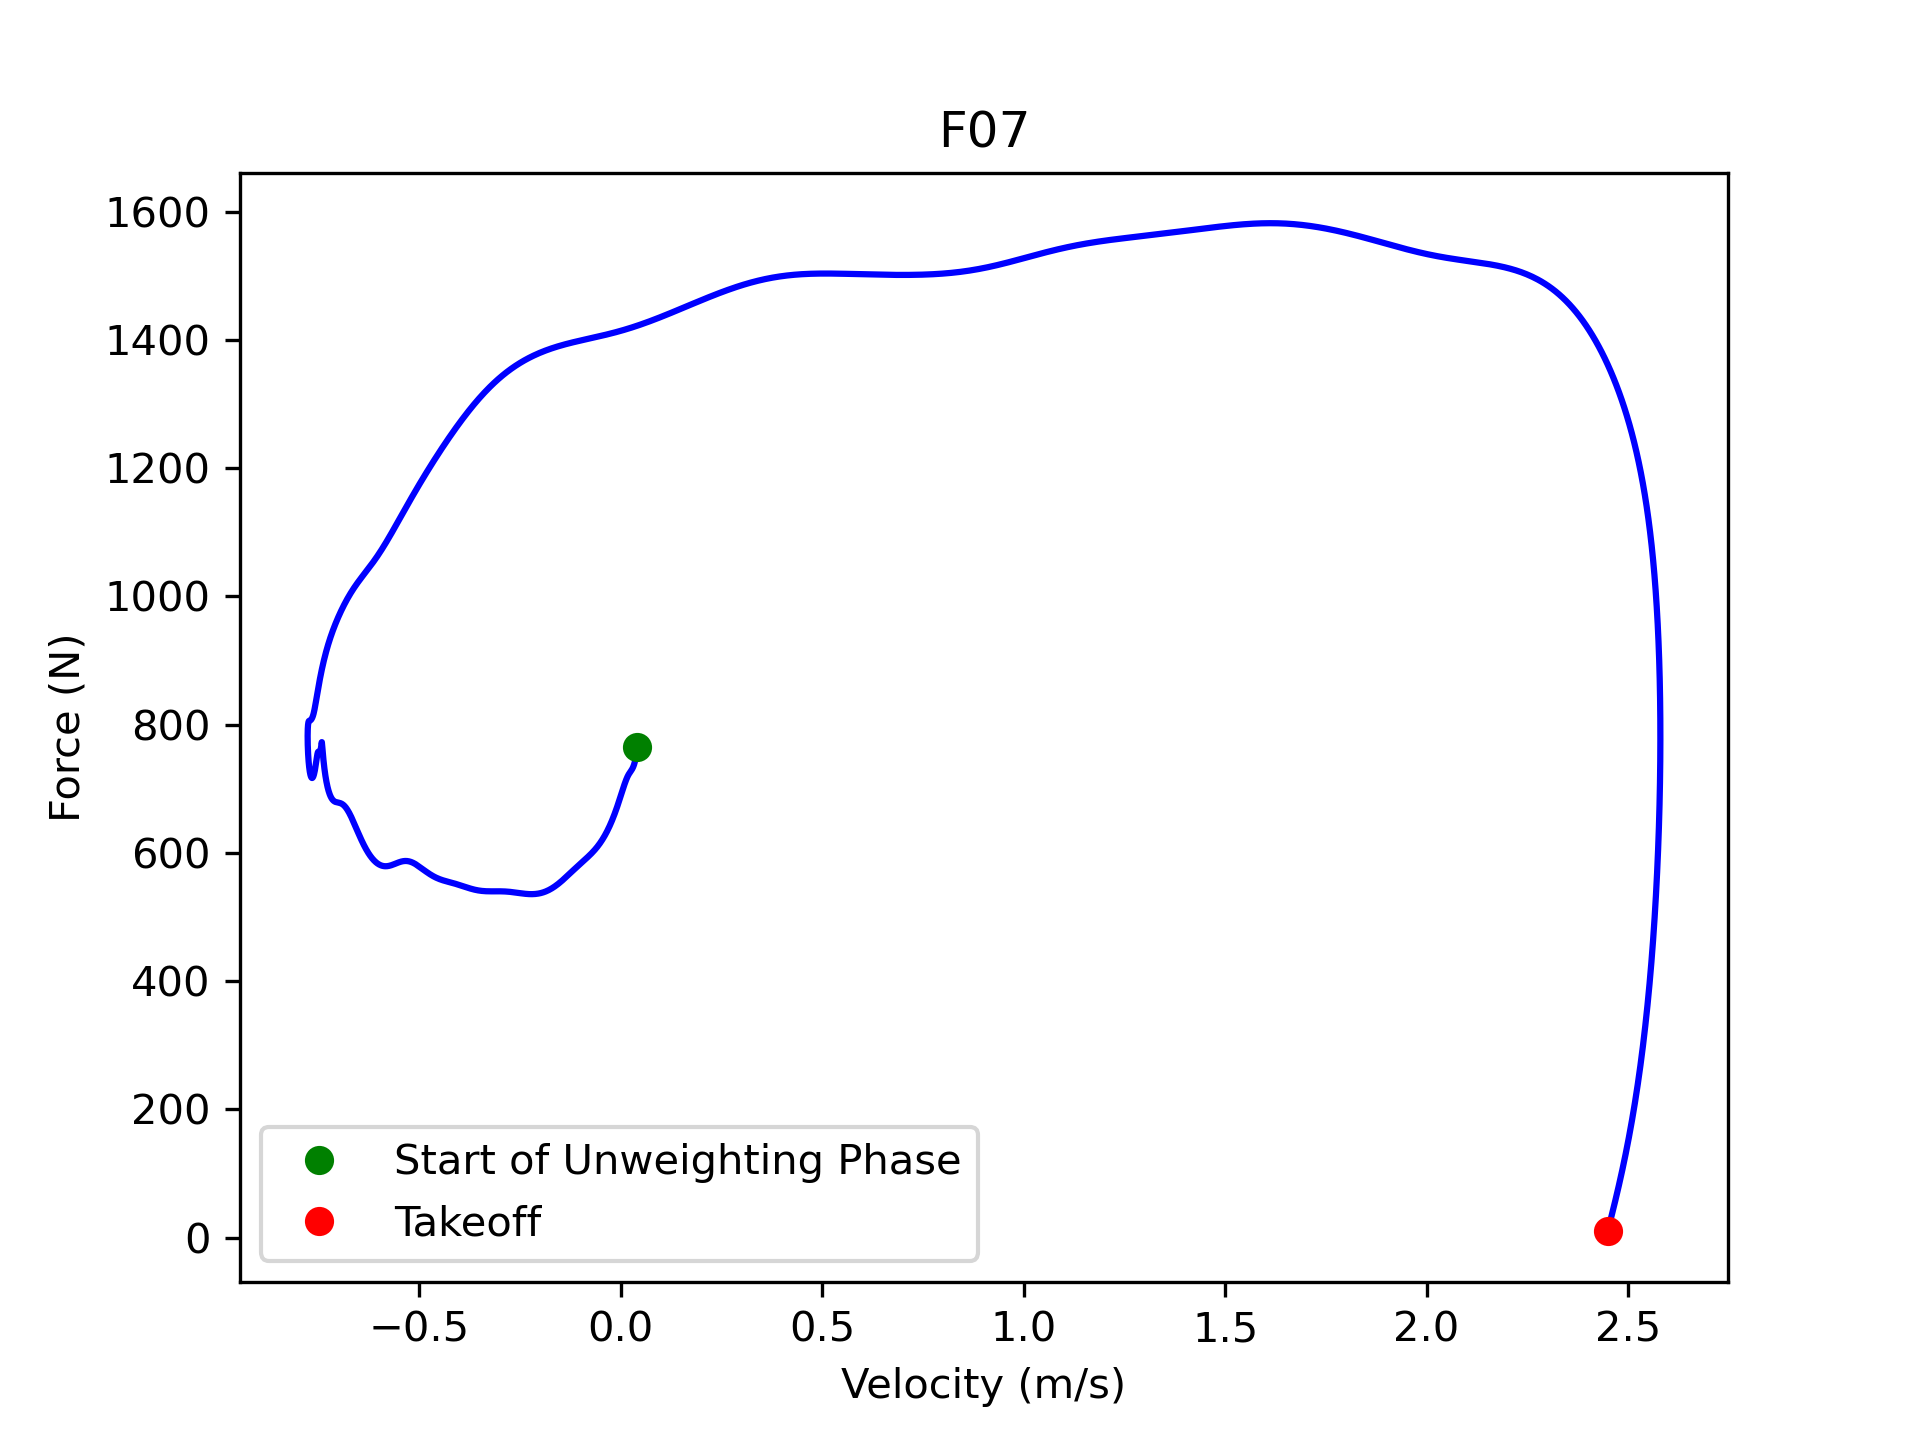 F07
1600
1400
1200
1000
800
600
400
200
0
Force (N)
Start of Unweighting Phase
Takeoff
−0.5 0.0 0.5 1.0 1.5 2.0 2.5
Velocity (m/s)